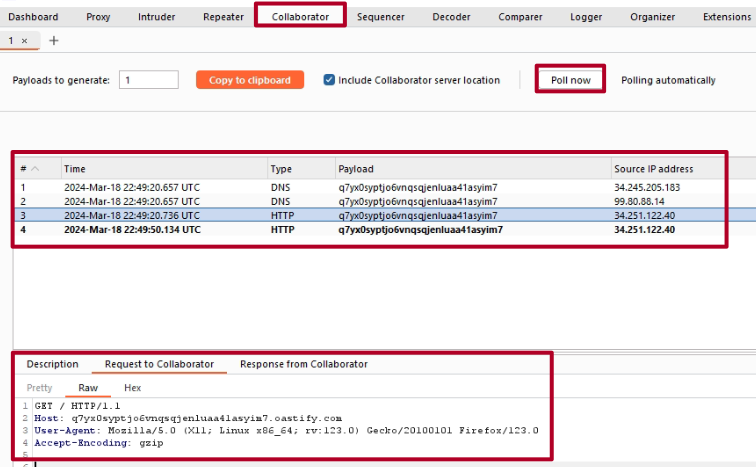 Dashboard Proxy Intruder Repeater Collaborator Sequencer Decoder Comparer Logger Organizer Extensions
1 × +
Payloads to generate: 1 Copy to clipboard Include Collaborator server location Poll now Polling automatically
# Time Type Payload Source IP address
1 2024-Mar-18 22:49:20.657 UTC DNS q7yx0syptjo6vnqsqjenluaa41asyim7 34.245.205.183
2 2024-Mar-18 22:49:20.657 UTC DNS q7yx0syptjo6vnqsqjenluaa41asyim7 99.80.88.14
3 2024-Mar-18 22:49:20.736 UTC HTTP q7yx0syptjo6vnqsqjenluaa41asyim7 34.251.122.40
4 2024-Mar-18 22:49:50.134 UTC HTTP q7yx0syptjo6vnqsqjenluaa41asyim7 34.251.122.40
Description Request to Collaborator Response from Collaborator
Pretty Raw Hex
1 GET / HTTP/1.1
2 Host: q7yx0syptjo6vnqsqjenluaa41asyim7.oastify.com
3 User-Agent: Mozilla/5.0 (X11; Linux x86_64; rv:123.0) Gecko/20100101 Firefox/123.0
4 Accept-Encoding: gzip
5